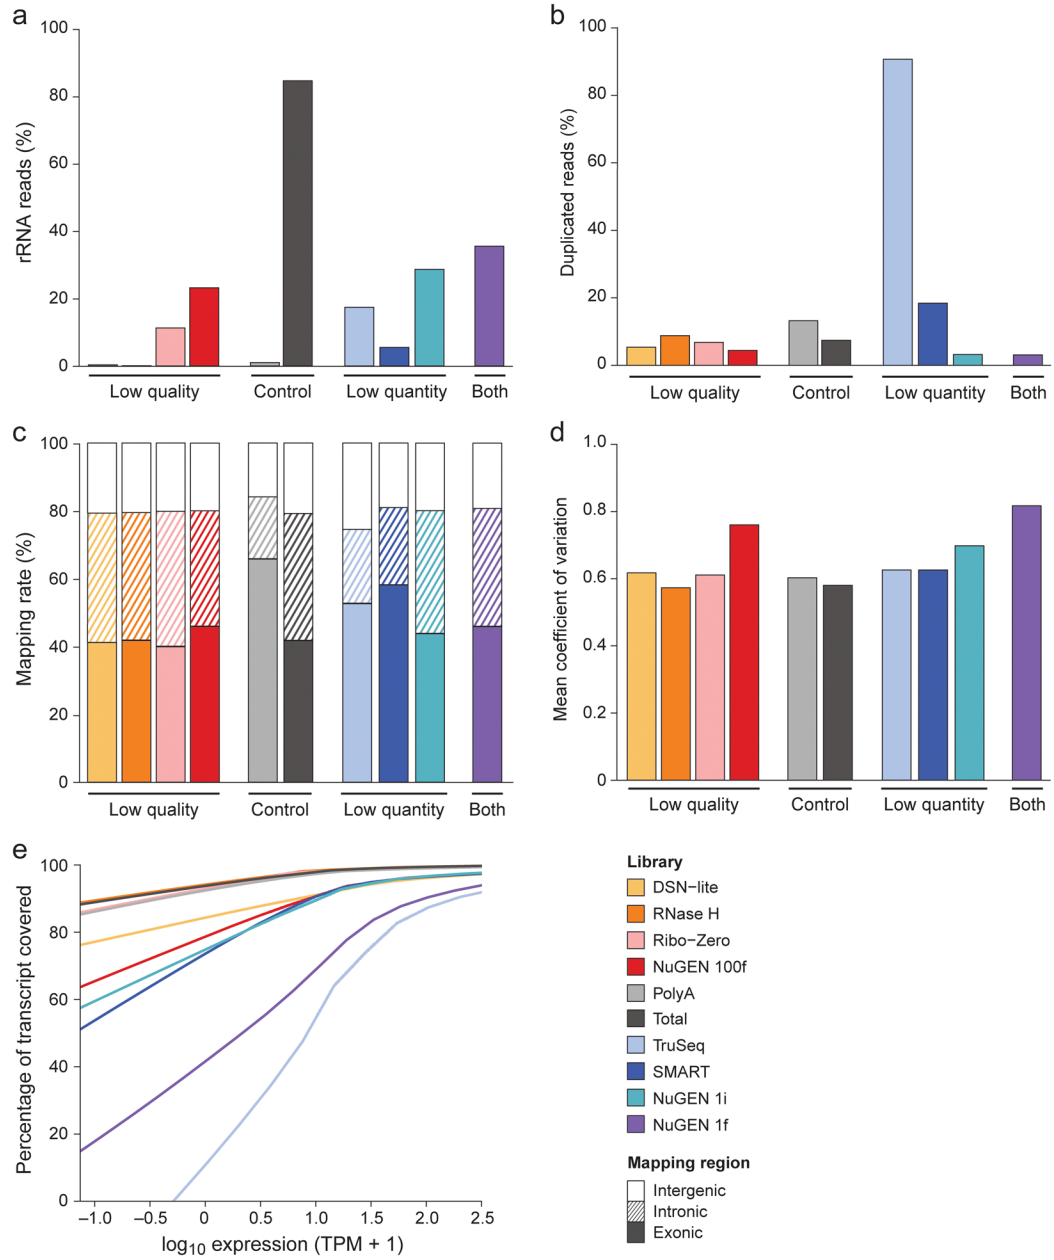 a
100
80
60
40
20
0
rRNA reads (%)
Low quality
Control
Low quantity
Both
b
100
80
60
40
20
0
Duplicated reads (%)
Low quality
Control
Low quantity
Both
c
100
80
60
40
20
0
Mapping rate (%)
Low quality
Control
Low quantity
Both
d
1.0
0.8
0.6
0.4
0.2
0
Mean coefficient of variation
Low quality
Control
Low quantity
Both
e
100
80
60
40
20
0
Percentage of transcript covered
–1.0 –0.5 0 0.5 1.0 1.5 2.0 2.5
log10 expression (TPM + 1)
Library
DSN−lite
RNase H
Ribo−Zero
NuGEN 100f
PolyA
Total
TruSeq
SMART
NuGEN 1i
NuGEN 1f
Mapping region
Intergenic
Intronic
Exonic